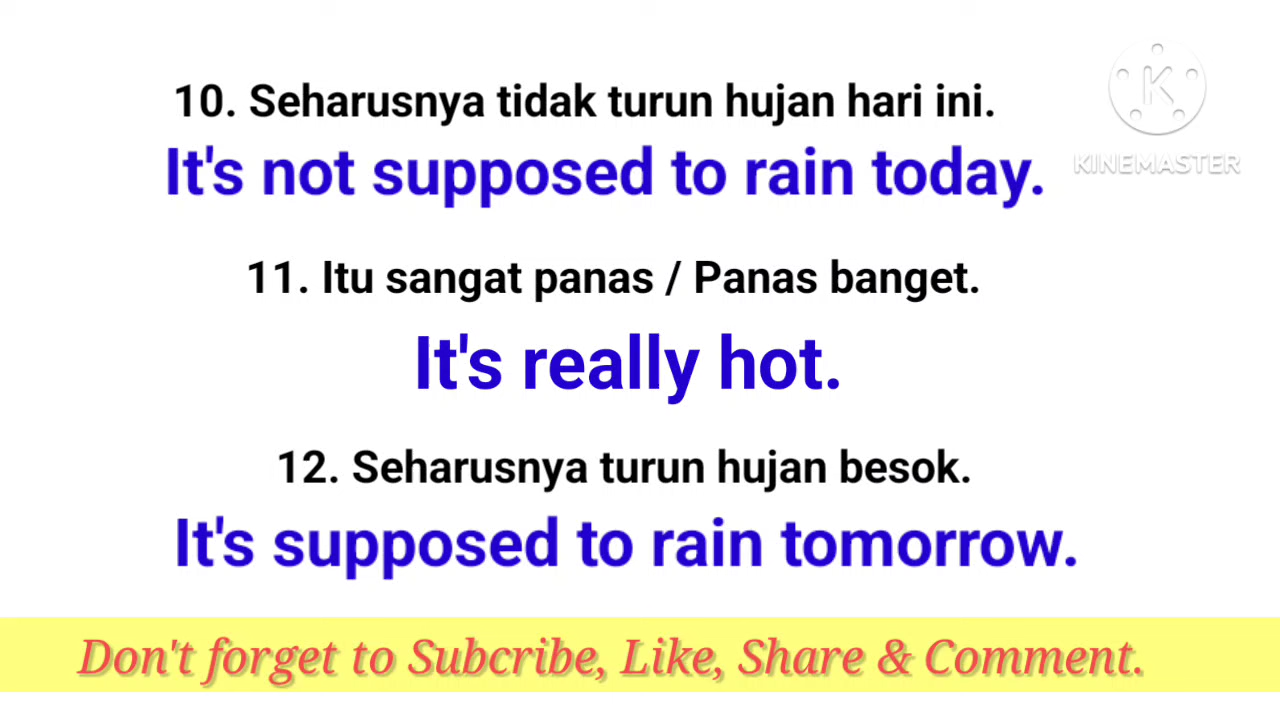 10. Seharusnya tidak turun hujan hari ini.
KINEMASTER
It's not supposed to rain today.
11. Itu sangat panas / Panas banget.
It's really hot.
12. Seharusnya turun hujan besok.
It's supposed to rain tomorrow.
Don't forget to Subcribe, Like, Share & Comment.